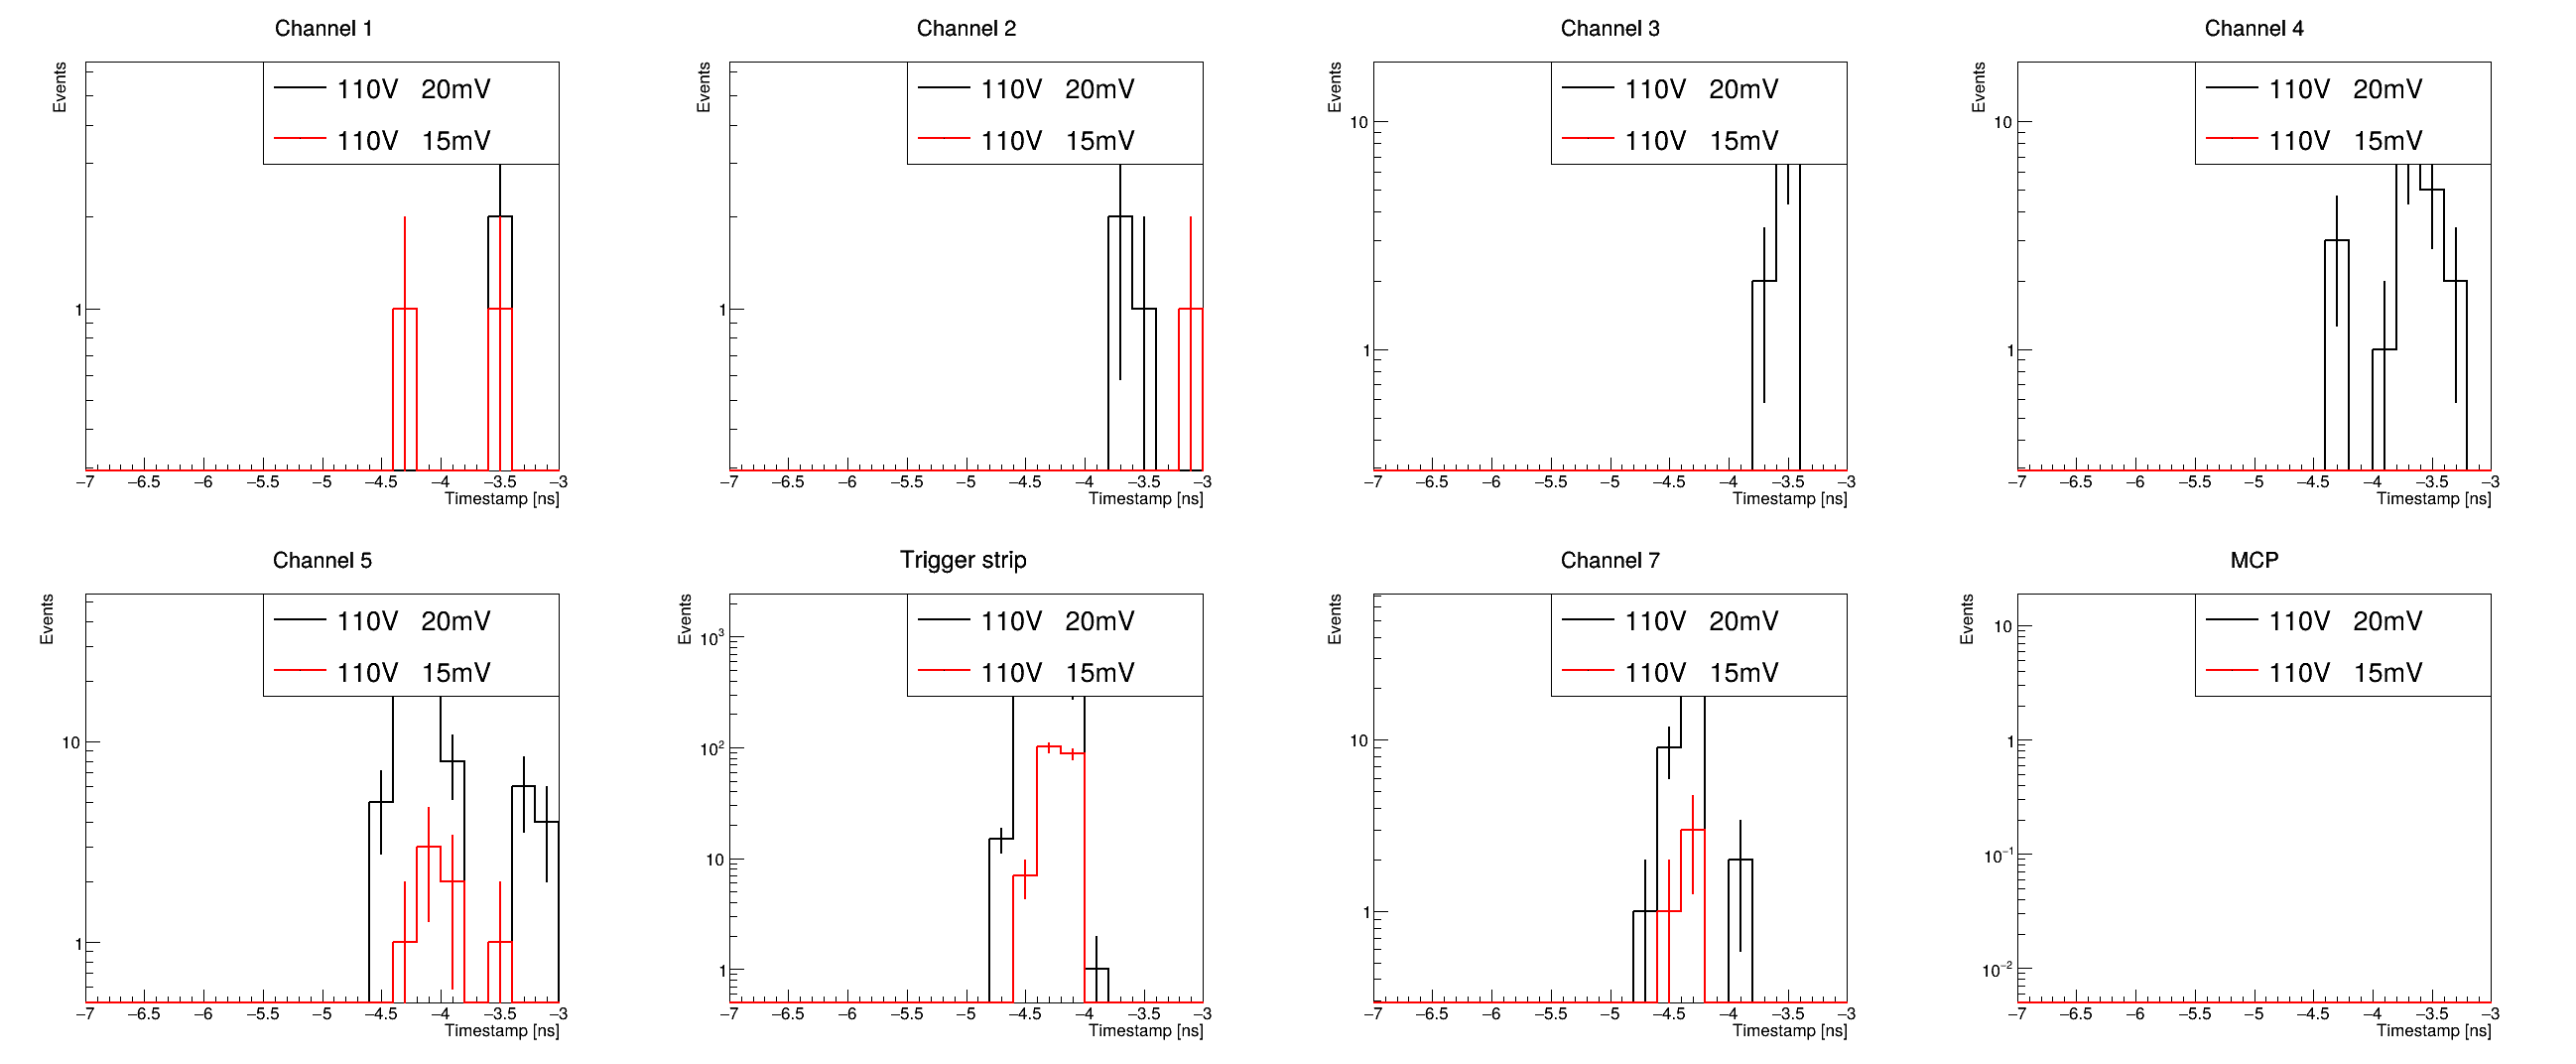 Channel 1
Events
110V 20mV
110V 15mV
1
−7 −6.5 −6 −5.5 −5 −4.5 −4 −3.5 −3
Timestamp [ns]
Channel 2
Events
110V 20mV
110V 15mV
1
−7 −6.5 −6 −5.5 −5 −4.5 −4 −3.5 −3
Timestamp [ns]
Channel 3
Events
110V 20mV
110V 15mV
10
1
−7 −6.5 −6 −5.5 −5 −4.5 −4 −3.5 −3
Timestamp [ns]
Channel 4
Events
110V 20mV
110V 15mV
10
1
−7 −6.5 −6 −5.5 −5 −4.5 −4 −3.5 −3
Timestamp [ns]
Channel 5
Events
110V 20mV
110V 15mV
10
1
−7 −6.5 −6 −5.5 −5 −4.5 −4 −3.5 −3
Timestamp [ns]
Trigger strip
Events
110V 20mV
110V 15mV
10³
10²
10
1
−7 −6.5 −6 −5.5 −5 −4.5 −4 −3.5 −3
Timestamp [ns]
Channel 7
Events
110V 20mV
110V 15mV
10
1
−7 −6.5 −6 −5.5 −5 −4.5 −4 −3.5 −3
Timestamp [ns]
MCP
Events
110V 20mV
110V 15mV
10
1
10⁻¹
10⁻²
−7 −6.5 −6 −5.5 −5 −4.5 −4 −3.5 −3
Timestamp [ns]